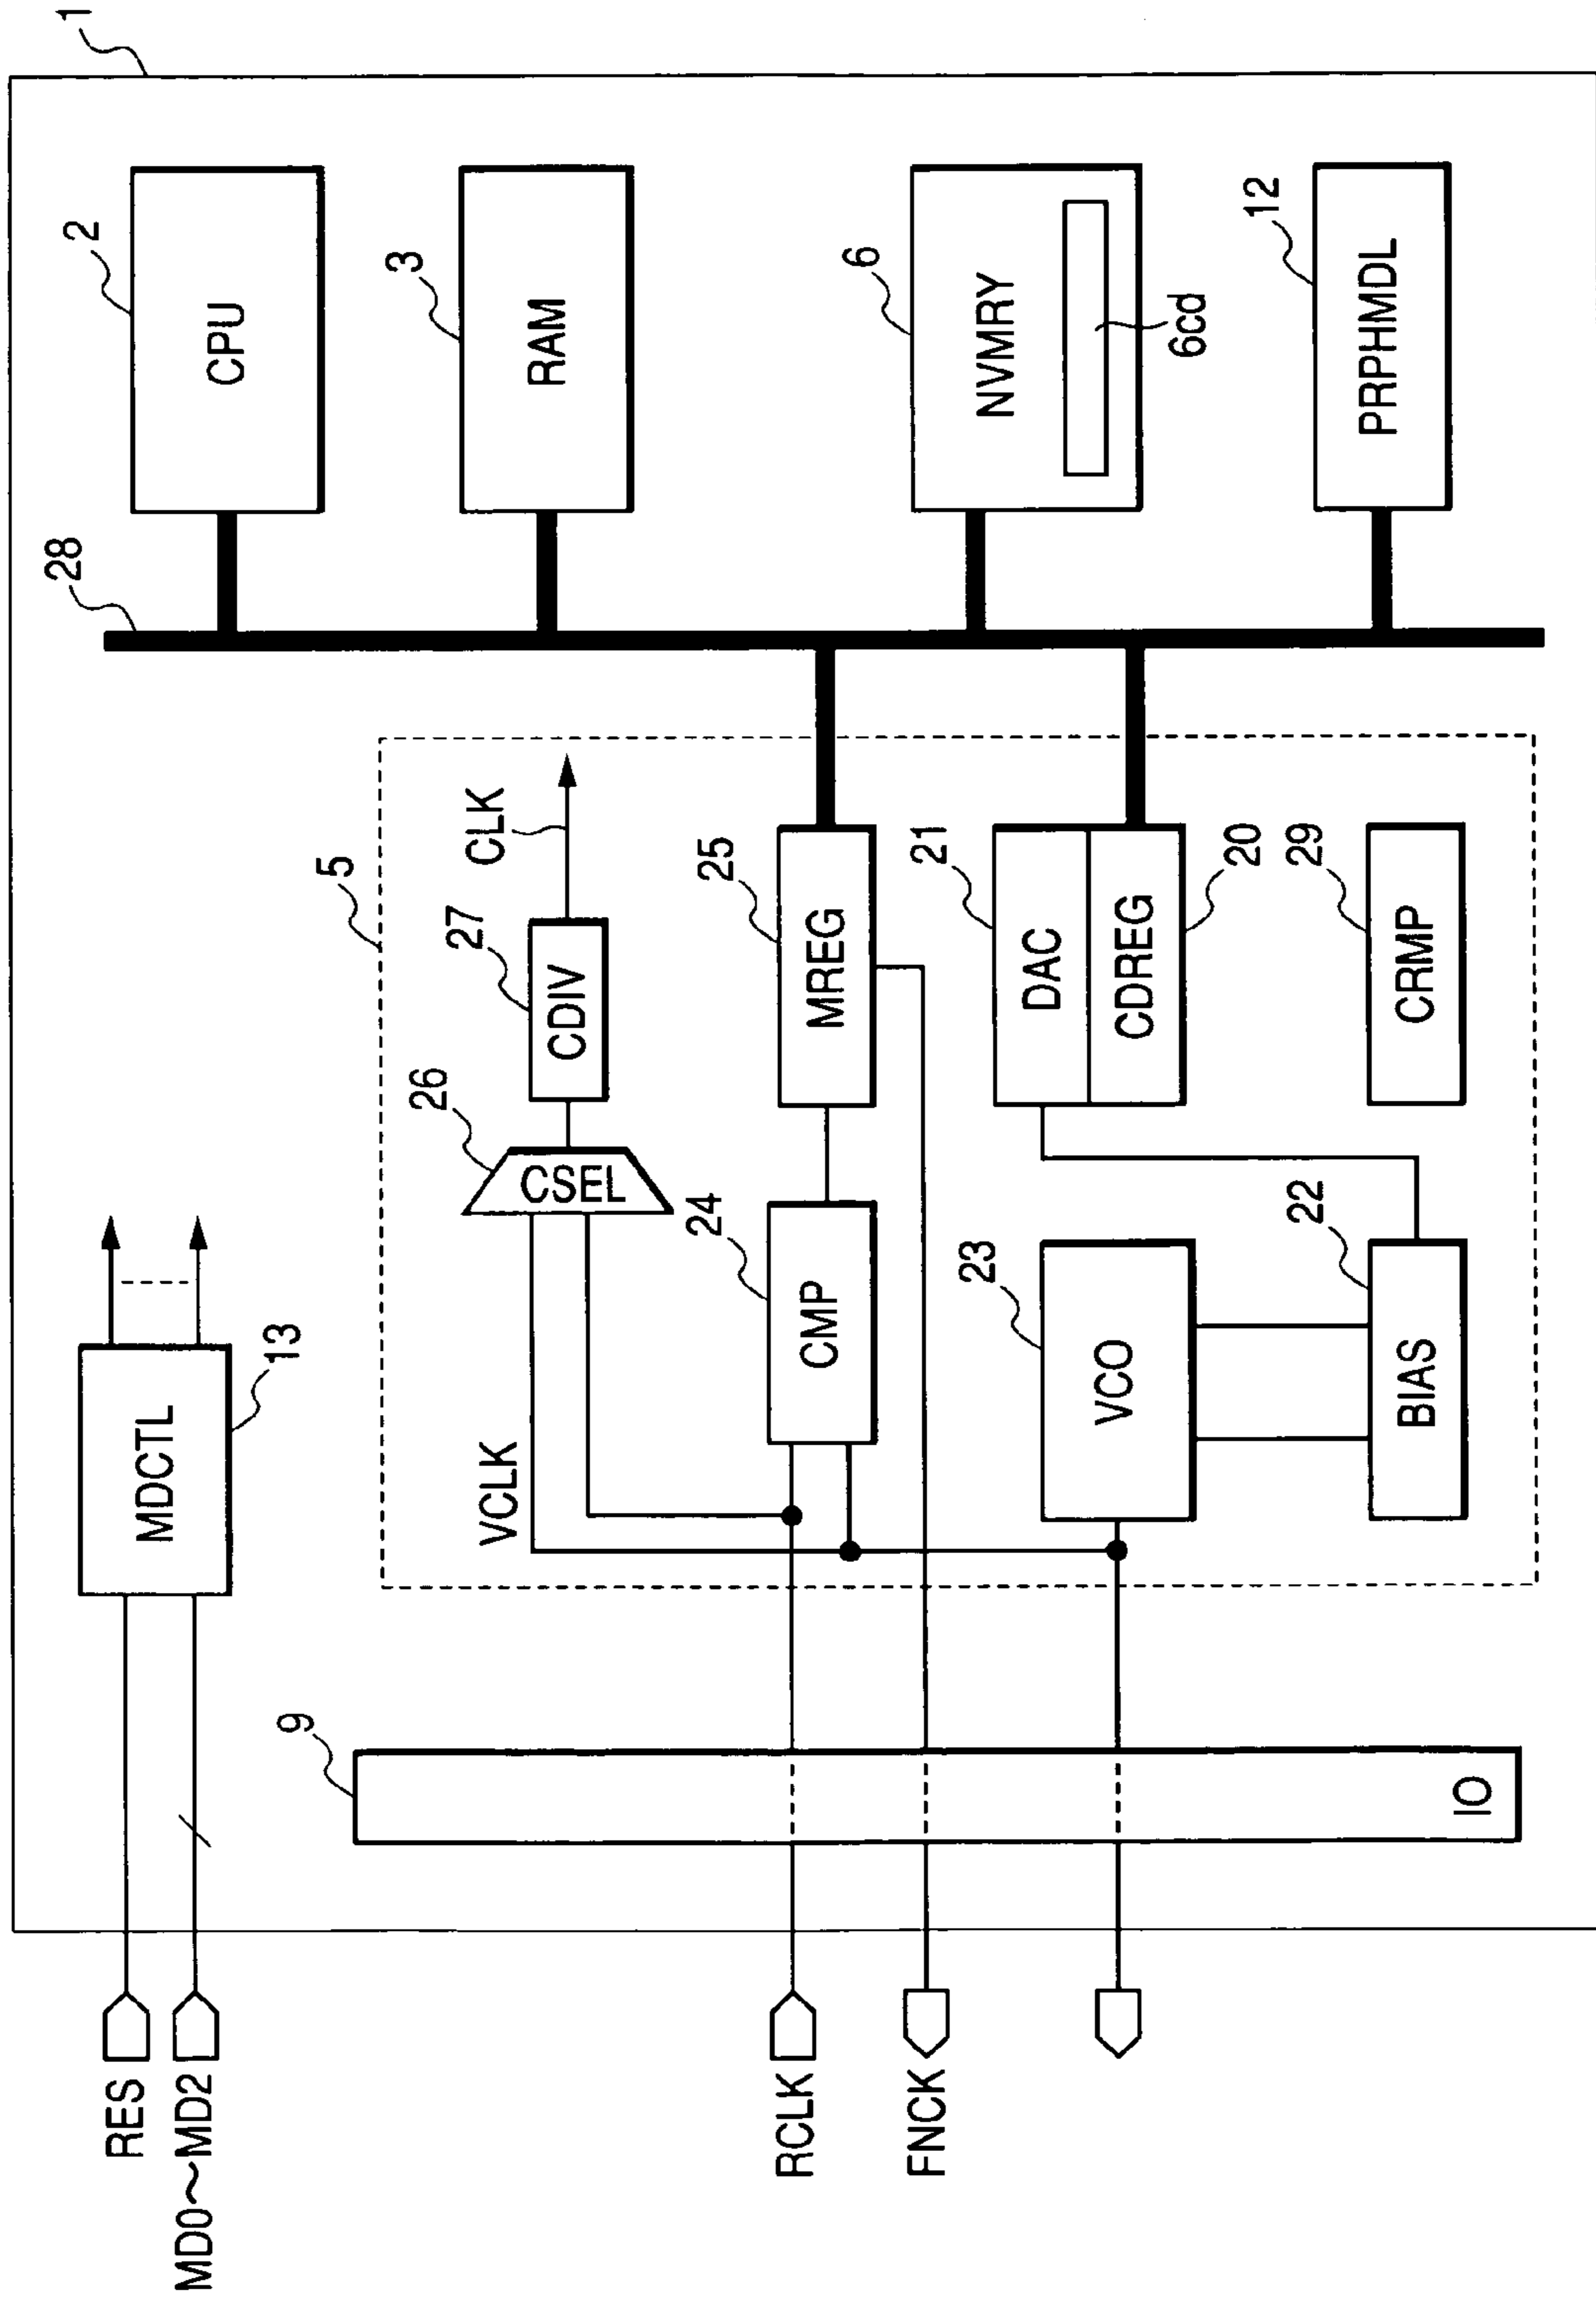 1
RES
MD0~MD2
MDCTL
13
28
2
CPU
3
RAM
5
VCLK
26
CSEL
27
CDIV
CLK
9
RCLK
24
CMP
25
MREG
FNCK
6
NVMRY
6cd
23
VCO
21
DAC
CDREG
20
12
PRPHMDL
22
BIAS
29
CRMP
IO